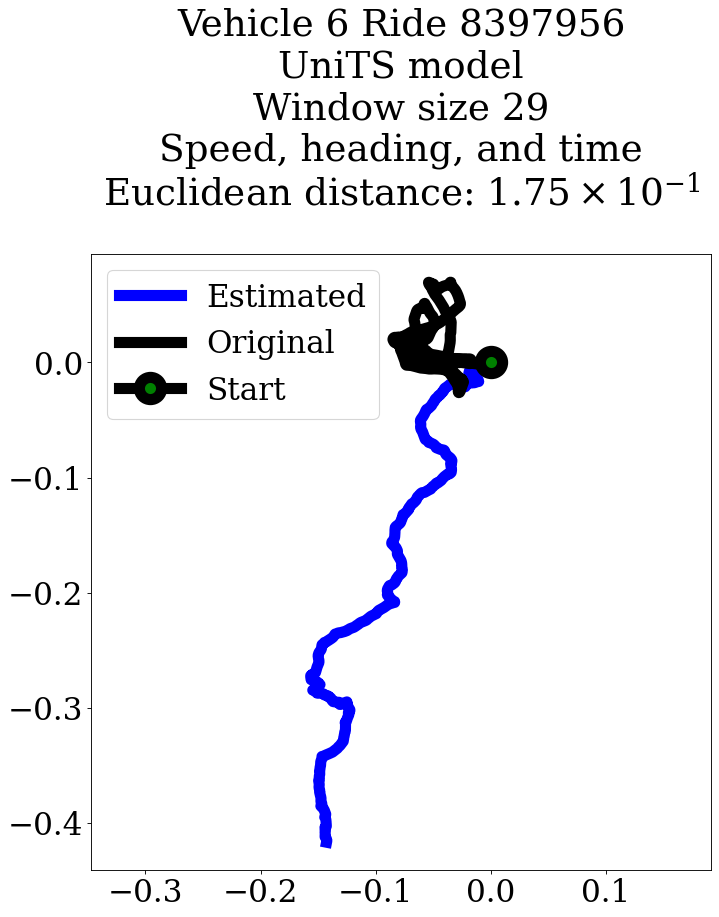 Vehicle 6 Ride 8397956
UniTS model
Window size 29
Speed, heading, and time
Euclidean distance: $1.75 \times 10^{-1}$
Estimated
Original
Start
0.0
−0.1
−0.2
−0.3
−0.4
−0.3
−0.2
−0.1
0.0
0.1